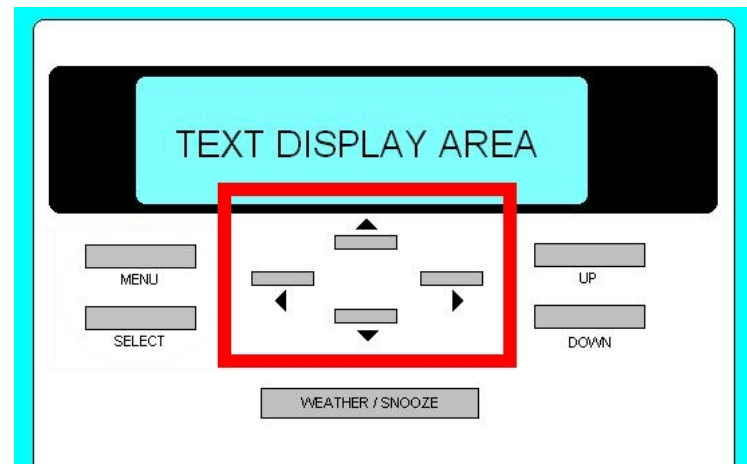 TEXT DISPLAY AREA
MENU
UP
SELECT
DOWN
WEATHER / SNOOZE